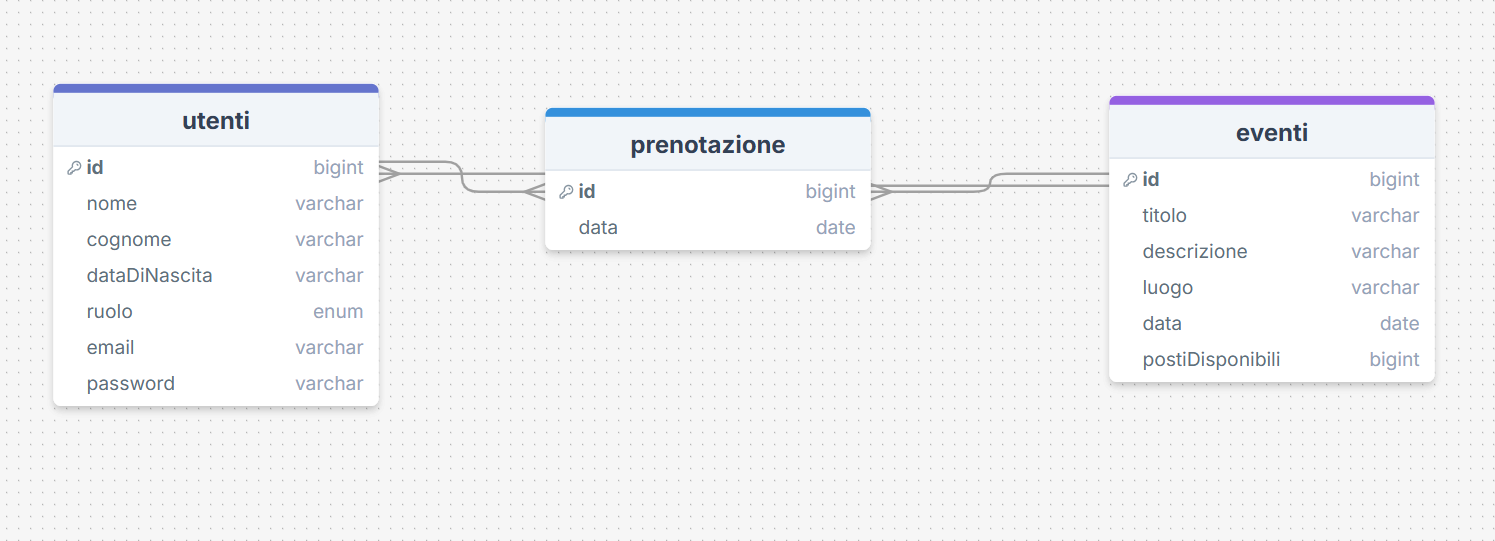 utenti
id bigint
nome varchar
cognome varchar
dataDiNascita varchar
ruolo enum
email varchar
password varchar
prenotazione
id bigint
data date
eventi
id bigint
titolo varchar
descrizione varchar
luogo varchar
data date
postiDisponibili bigint